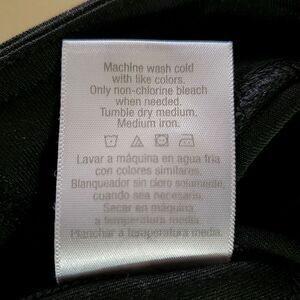 Machine wash cold
with like colors.
Only non-chlorine bleach
when needed.
Tumble dry medium.
Medium Iron.
Lavar a máquina en agua fria
con colores similares.
Blanqueador sin cloro solamente,
cuando sea necesario.
Secar en máquina
a temperatura media.
Planchar a temperatura media.